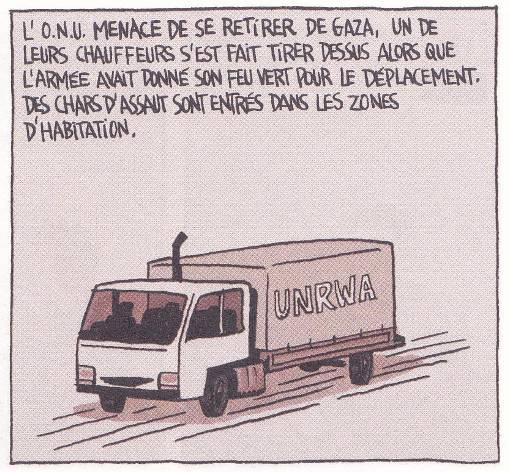 L'O.N.U. MENACE DE SE RETIRER DE GAZA, UN DE
LEURS CHAUFFEURS S'EST FAIT TIRER DESSUS ALORS QUE
L'ARMÉE AVAIT DONNÉ SON FEU VERT POUR LE DÉPLACEMENT.
DES CHARS D'ASSAUT SONT ENTRÉS DANS LES ZONES
D'HABITATION.
UNRWA